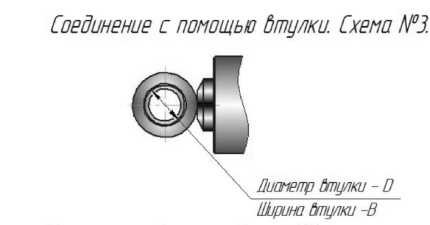 Соединение с помощью втулки. Схема №3.
Диаметр втулки – D
Ширина втулки –В